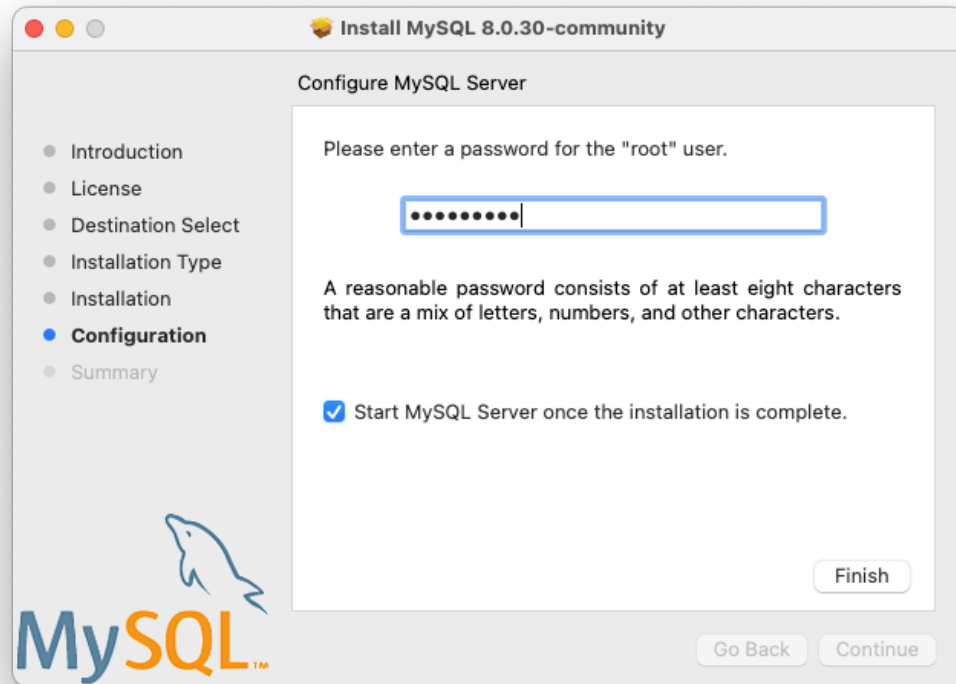 Install MySQL 8.0.30-community
Configure MySQL Server
Introduction
License
Destination Select
Installation Type
Installation
Configuration
Summary
Please enter a password for the "root" user.
•••••••••
A reasonable password consists of at least eight characters
that are a mix of letters, numbers, and other characters.
Start MySQL Server once the installation is complete.
Finish
MySQL™
Go Back
Continue